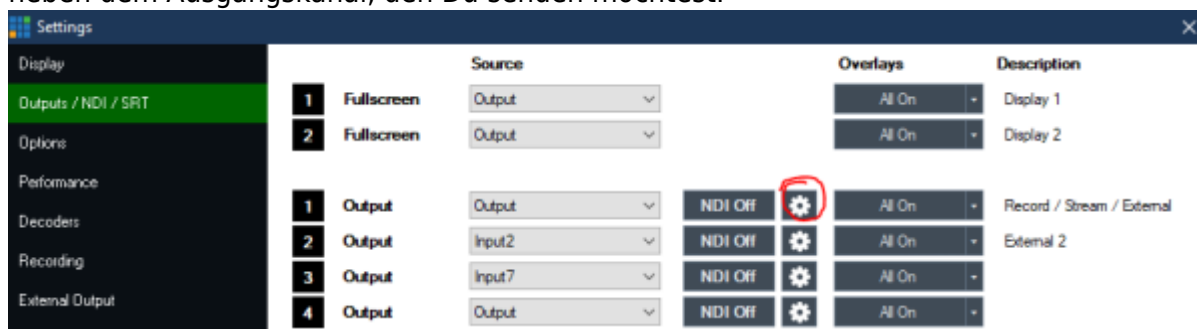 neben dem Ausgangskanal, den Du senden möchtest.
Settings
Display
Source Overlays Description
Outputs / NDI / SRT
1 Fullscreen Output All On Display 1
Options
2 Fullscreen Output All On Display 2
Performance
1 Output Output NDI Off All On Record / Stream / External
Decoders
2 Output Input2 NDI Off All On External 2
Recording
3 Output Input7 NDI Off All On
External Output
4 Output Output NDI Off All On